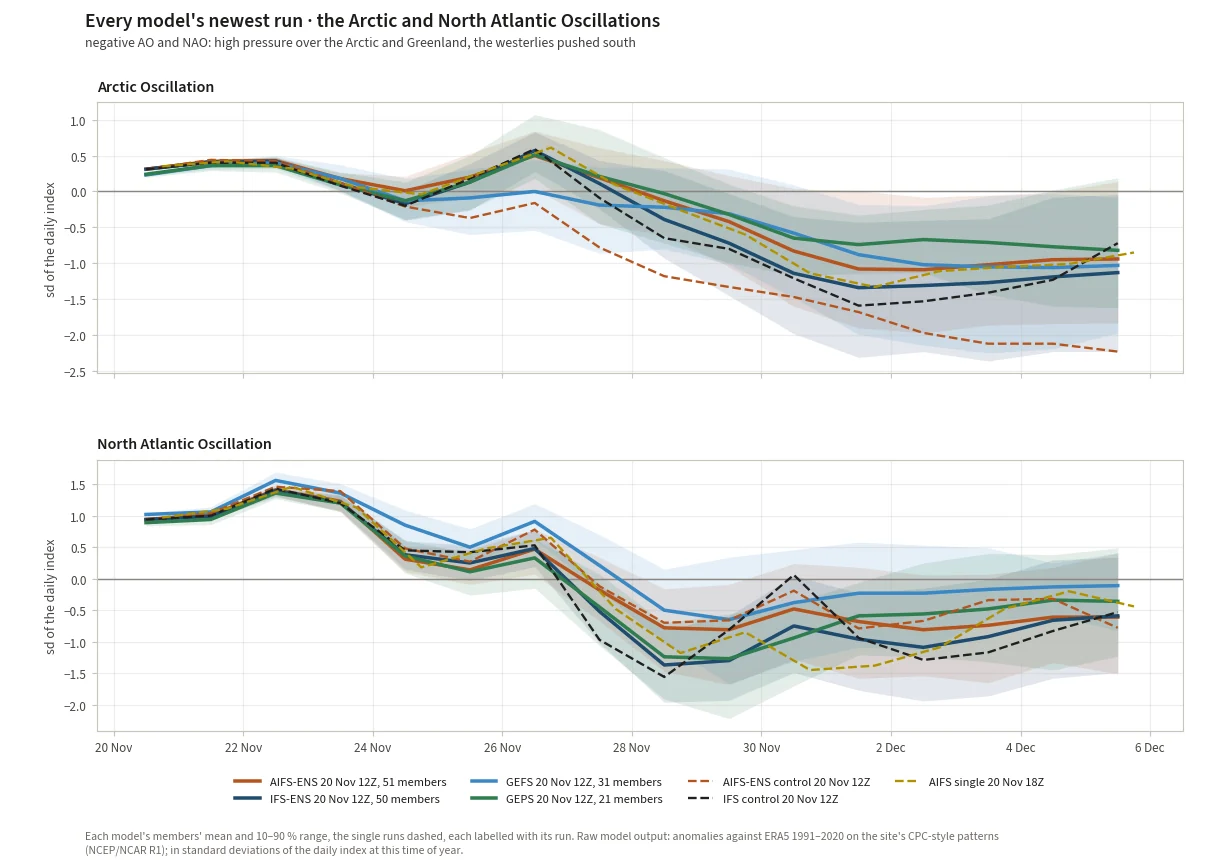 Every model's newest run · the Arctic and North Atlantic Oscillations
negative AO and NAO: high pressure over the Arctic and Greenland, the westerlies pushed south
Arctic Oscillation
1.0
0.5
0.0
−0.5
−1.0
−1.5
−2.0
−2.5
sd of the daily index
North Atlantic Oscillation
1.5
1.0
0.5
0.0
−0.5
−1.0
−1.5
−2.0
sd of the daily index
20 Nov 22 Nov 24 Nov 26 Nov 28 Nov 30 Nov 2 Dec 4 Dec 6 Dec
AIFS-ENS 20 Nov 12Z, 51 members GEFS 20 Nov 12Z, 31 members AIFS-ENS control 20 Nov 12Z AIFS single 20 Nov 18Z
IFS-ENS 20 Nov 12Z, 50 members GEPS 20 Nov 12Z, 21 members IFS control 20 Nov 12Z
Each model's members' mean and 10–90 % range, the single runs dashed, each labelled with its run. Raw model output: anomalies against ERA5 1991–2020 on the site's CPC-style patterns
(NCEP/NCAR R1); in standard deviations of the daily index at this time of year.